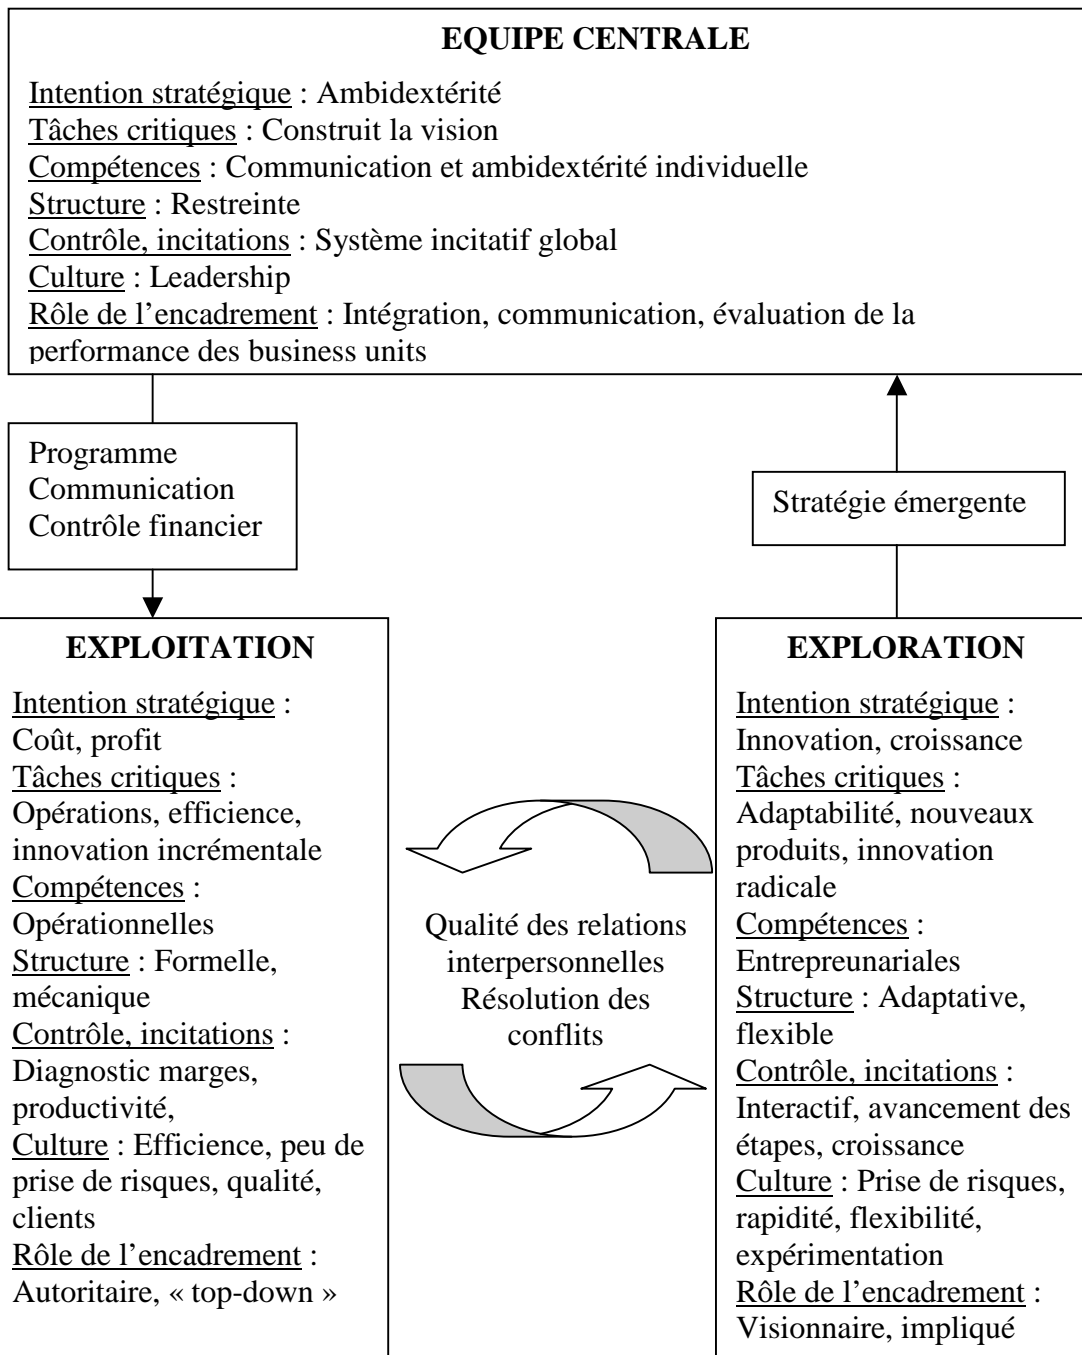 EQUIPE CENTRALE
Intention stratégique : Ambidextérité
Tâches critiques : Construit la vision
Compétences : Communication et ambidextérité individuelle
Structure : Restreinte
Contrôle, incitations : Système incitatif global
Culture : Leadership
Rôle de l’encadrement : Intégration, communication, évaluation de la
performance des business units
Programme
Communication
Contrôle financier
Stratégie émergente
EXPLOITATION
Intention stratégique :
Coût, profit
Tâches critiques :
Opérations, efficience,
innovation incrémentale
Compétences :
Opérationnelles
Structure : Formelle,
mécanique
Contrôle, incitations :
Diagnostic marges,
productivité,
Culture : Efficience, peu de
prise de risques, qualité,
clients
Rôle de l’encadrement :
Autoritaire, « top-down »
Qualité des relations
interpersonnelles
Résolution des
conflits
EXPLORATION
Intention stratégique :
Innovation, croissance
Tâches critiques :
Adaptabilité, nouveaux
produits, innovation
radicale
Compétences :
Entrepreunariales
Structure : Adaptative,
flexible
Contrôle, incitations :
Interactif, avancement des
étapes, croissance
Culture : Prise de risques,
rapidité, flexibilité,
expérimentation
Rôle de l’encadrement :
Visionnaire, impliqué